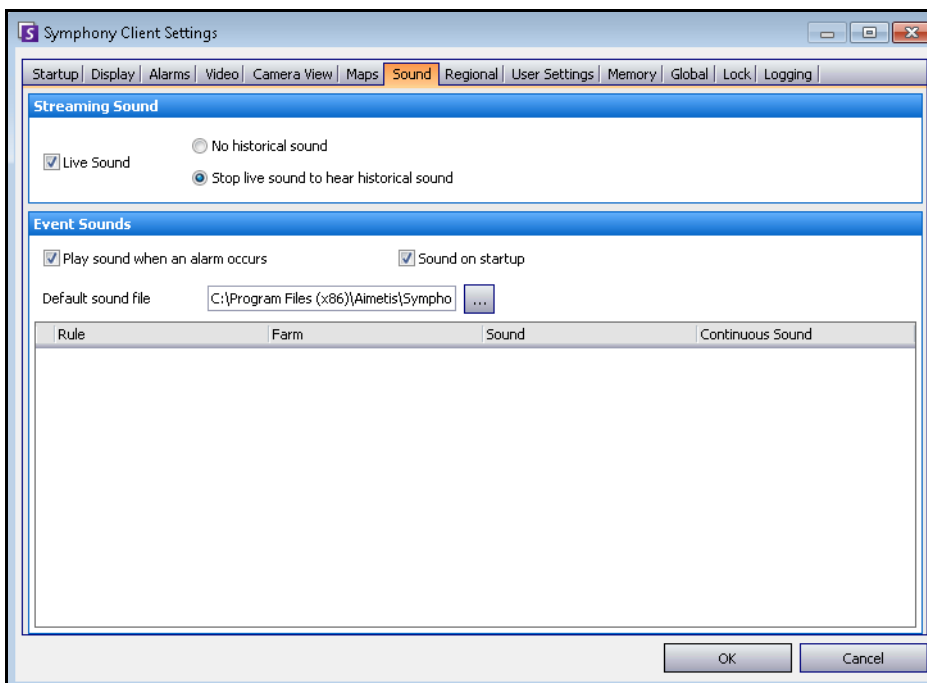 S Symphony Client Settings
Startup Display Alarms Video Camera View Maps Sound Regional User Settings Memory Global Lock Logging
Streaming Sound
Live Sound
No historical sound
Stop live sound to hear historical sound
Event Sounds
Play sound when an alarm occurs Sound on startup
Default sound file C:\Program Files (x86)\Aimetis\Sympho ...
Rule Farm Sound Continuous Sound
OK Cancel